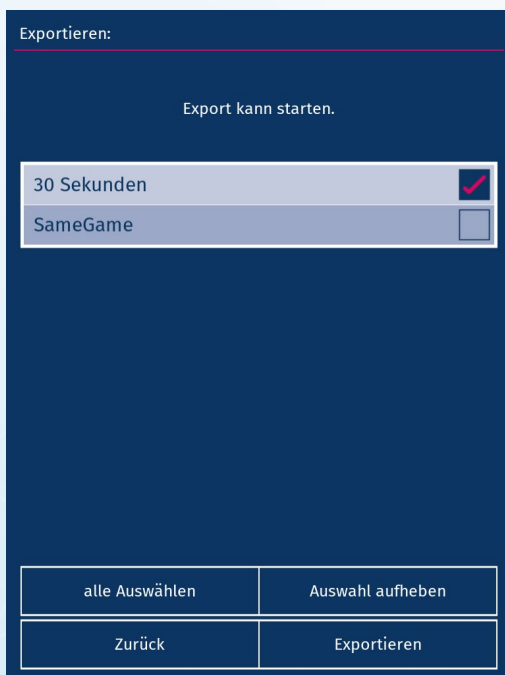 Exportieren:
Export kann starten.
30 Sekunden
SameGame
alle Auswählen
Auswahl aufheben
Zurück
Exportieren